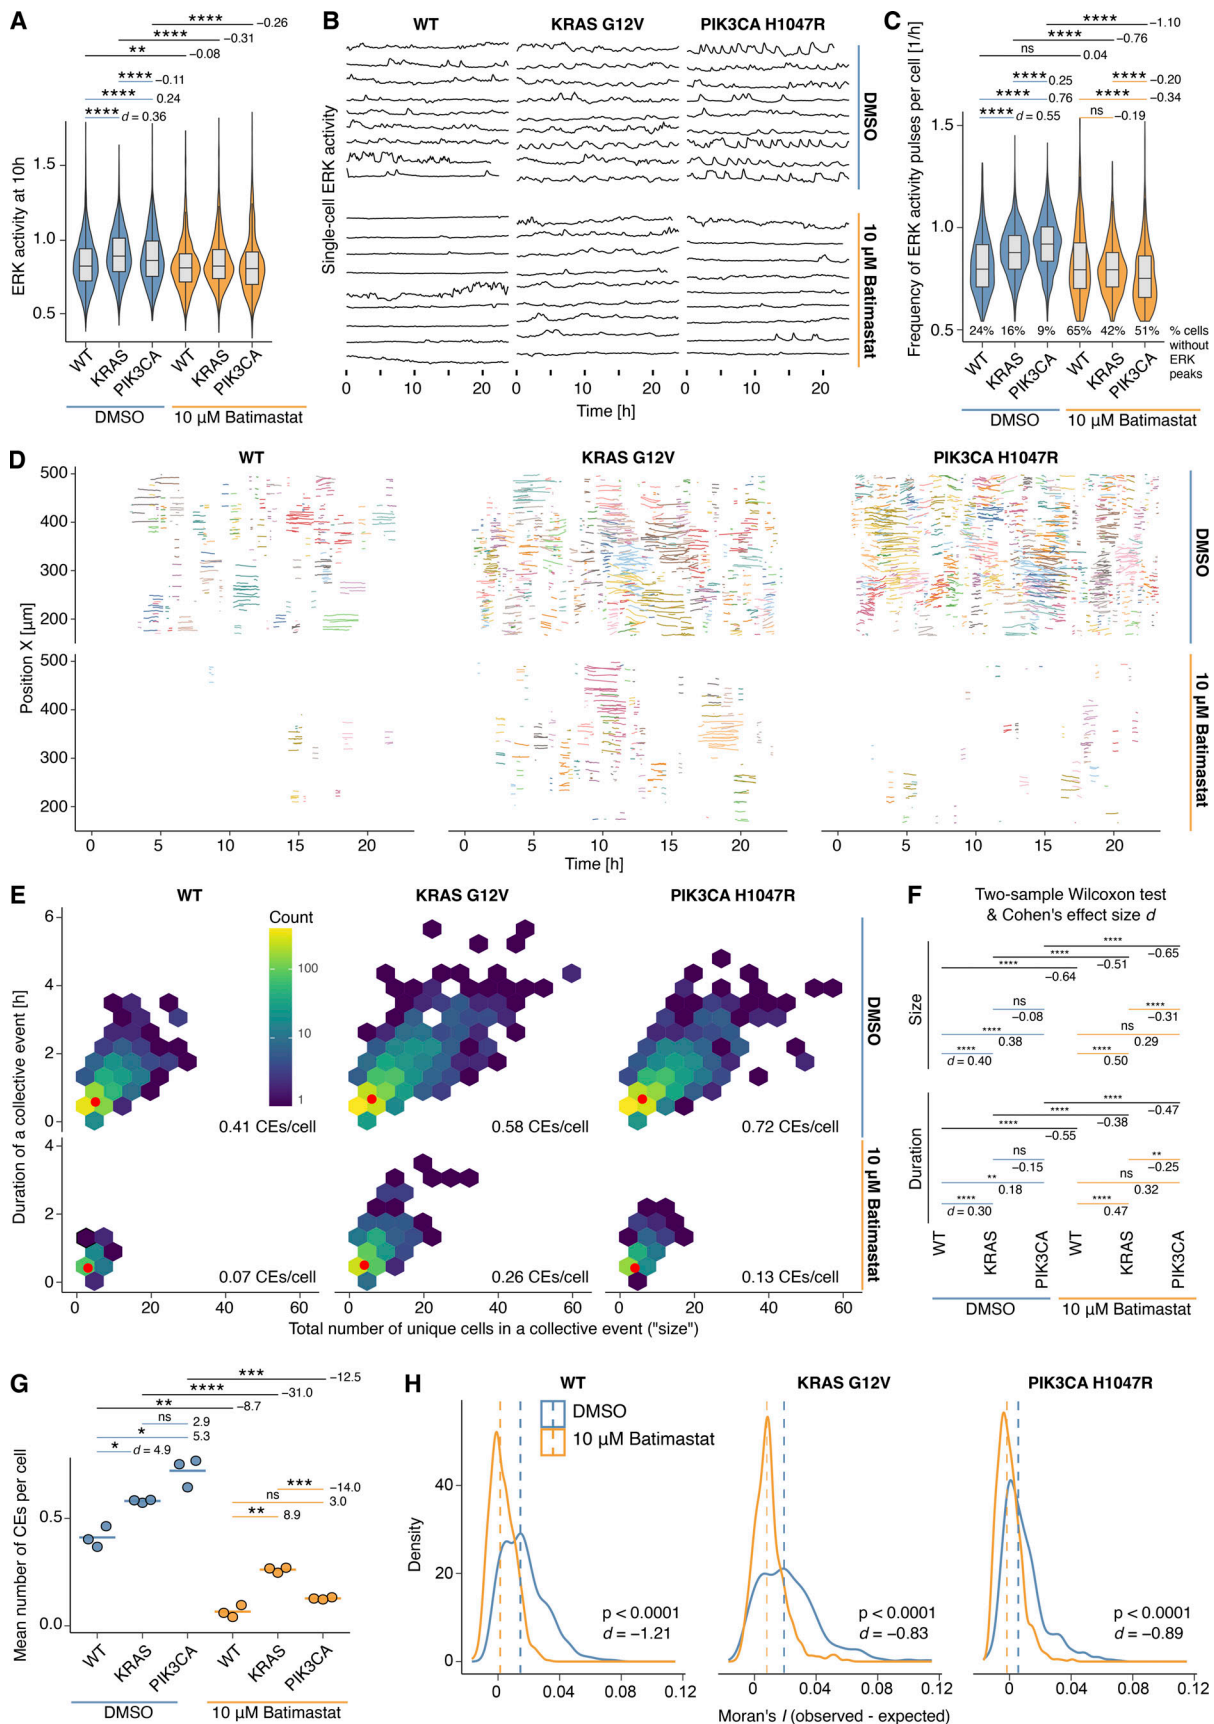 A
ERK activity at 10h
**** −0.26
**** −0.31
** −0.08
**** −0.11
**** 0.24
**** d = 0.36
1.5
1.0
0.5
WT KRAS PIK3CA WT KRAS PIK3CA
DMSO 10 µM Batimastat
B
WT KRAS G12V PIK3CA H1047R
Single-cell ERK activity
DMSO
10 µM Batimastat
0 10 20 0 10 20 0 10 20
Time [h]
C
Frequency of ERK activity pulses per cell [1/h]
**** −1.10
**** −0.76
ns 0.04
**** 0.25 **** −0.20
**** 0.76 **** −0.34
**** d = 0.55 ns −0.19
1.5
1.0
0.5
24% 16% 9% 65% 42% 51% % cells
without
ERK
peaks
WT KRAS PIK3CA WT KRAS PIK3CA
DMSO 10 µM Batimastat
D
WT KRAS G12V PIK3CA H1047R
Position X [µm]
500
400
300
200
DMSO
500
400
300
200
10 µM Batimastat
0 5 10 15 20 0 5 10 15 20 0 5 10 15 20
Time [h]
E
WT KRAS G12V PIK3CA H1047R
Duration of a collective event [h]
Count
100
10
1
6
4
2
0
0.41 CEs/cell 0.58 CEs/cell 0.72 CEs/cell
DMSO
4
2
0
0.07 CEs/cell 0.26 CEs/cell 0.13 CEs/cell
10 µM Batimastat
0 20 40 60 0 20 40 60 0 20 40 60
Total number of unique cells in a collective event ("size")
F
Two-sample Wilcoxon test
& Cohen's effect size d
Size
**** −0.65
**** −0.51
**** −0.64
ns −0.08 **** −0.31
**** 0.38 ns 0.29
**** d = 0.40 **** 0.50
Duration
**** −0.47
**** −0.38
**** −0.55
ns −0.15 ** −0.25
** 0.18 ns 0.32
**** d = 0.30 **** 0.47
WT KRAS PIK3CA WT KRAS PIK3CA
DMSO 10 µM Batimastat
G
Mean number of CEs per cell
*** −12.5
**** −31.0
** −8.7
ns 2.9
* 5.3
* d = 4.9
*** −14.0
ns 3.0
** 8.9
0.5
0.0
WT KRAS PIK3CA WT KRAS PIK3CA
DMSO 10 µM Batimastat
H
WT KRAS G12V PIK3CA H1047R
DMSO
10 µM Batimastat
Density
40
20
0
p < 0.0001 p < 0.0001 p < 0.0001
d = −1.21 d = −0.83 d = −0.89
0 0.04 0.08 0.12 0 0.04 0.08 0.12 0 0.04 0.08 0.12
Moran's I (observed - expected)